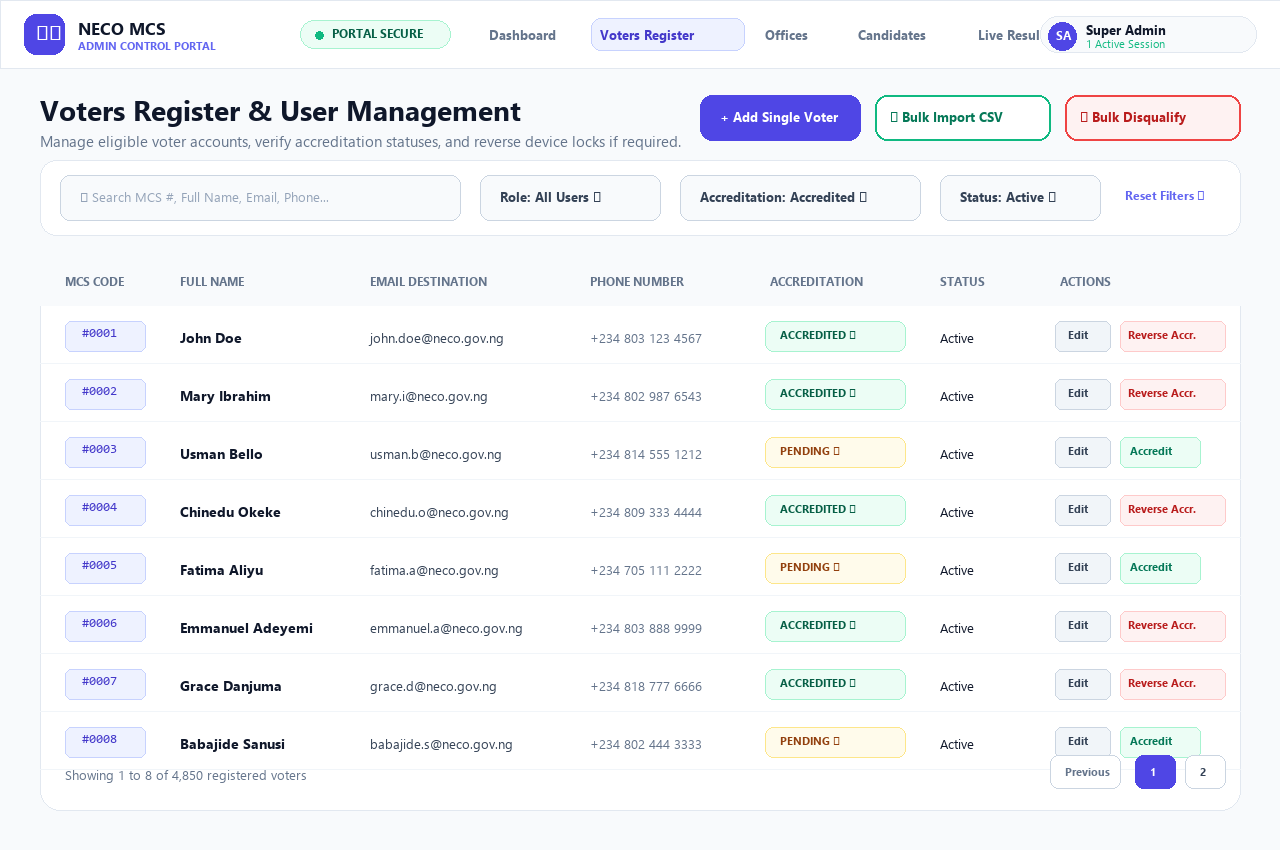 NECO MCS
ADMIN CONTROL PORTAL
PORTAL SECURE
Dashboard
Voters Register
Offices
Candidates
Live Resul
SA
Super Admin
1 Active Session
Voters Register & User Management
Manage eligible voter accounts, verify accreditation statuses, and reverse device locks if required.
+ Add Single Voter
Bulk Import CSV
Bulk Disqualify
Search MCS #, Full Name, Email, Phone...
Role: All Users
Accreditation: Accredited
Status: Active
Reset Filters
MCS CODE FULL NAME EMAIL DESTINATION PHONE NUMBER ACCREDITATION STATUS ACTIONS
#0001 John Doe john.doe@neco.gov.ng +234 803 123 4567 ACCREDITED Active Edit Reverse Accr.
#0002 Mary Ibrahim mary.i@neco.gov.ng +234 802 987 6543 ACCREDITED Active Edit Reverse Accr.
#0003 Usman Bello usman.b@neco.gov.ng +234 814 555 1212 PENDING Active Edit Accredit
#0004 Chinedu Okeke chinedu.o@neco.gov.ng +234 809 333 4444 ACCREDITED Active Edit Reverse Accr.
#0005 Fatima Aliyu fatima.a@neco.gov.ng +234 705 111 2222 PENDING Active Edit Accredit
#0006 Emmanuel Adeyemi emmanuel.a@neco.gov.ng +234 803 888 9999 ACCREDITED Active Edit Reverse Accr.
#0007 Grace Danjuma grace.d@neco.gov.ng +234 818 777 6666 ACCREDITED Active Edit Reverse Accr.
#0008 Babajide Sanusi babajide.s@neco.gov.ng +234 802 444 3333 PENDING Active Edit Accredit
Showing 1 to 8 of 4,850 registered voters
Previous 1 2